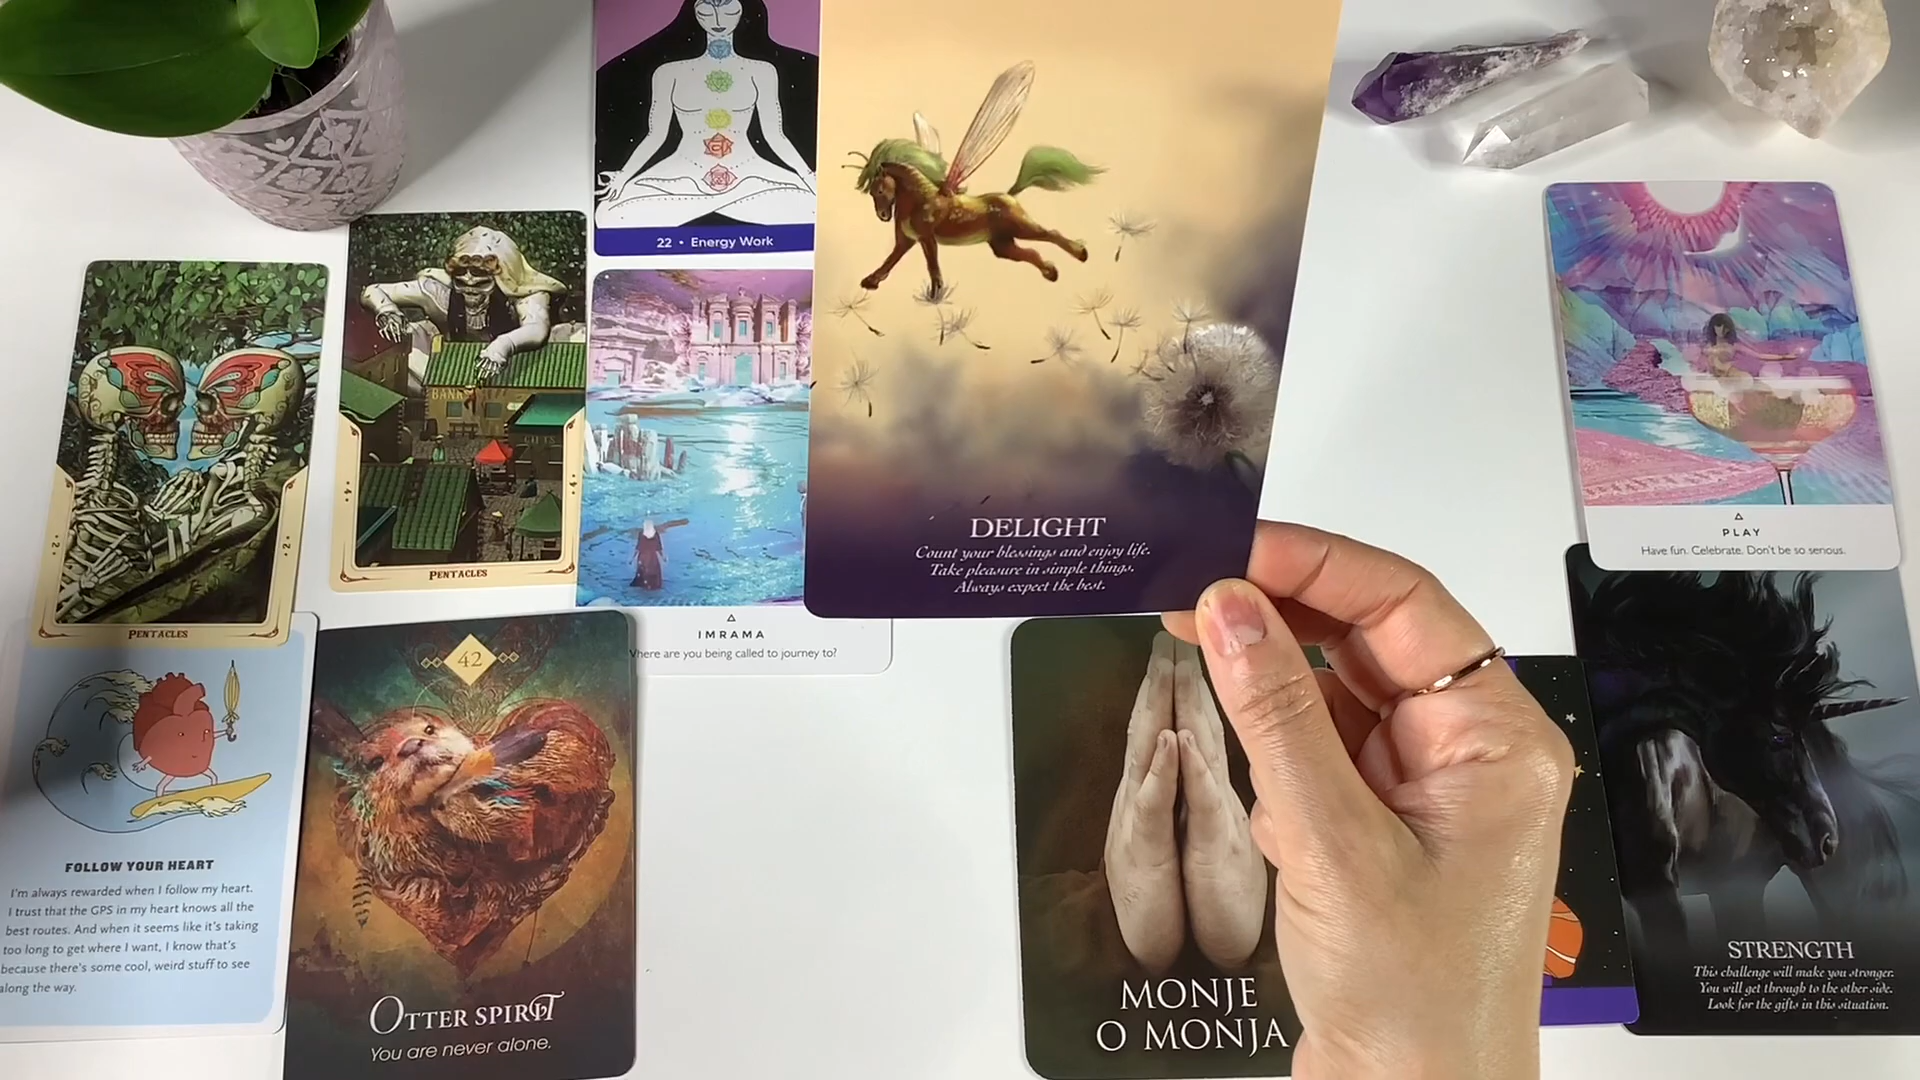 22 • Energy Work
DELIGHT
Count your blessings and enjoy life.
Take pleasure in simple things.
Always expect the best.
PLAY
Have fun. Celebrate. Don't be so serious.
BANK
GIFTS
4
4
PENTACLES
2
2
PENTACLES
IMRAMA
Where are you being called to journey to?
42
OTTER SPIRIT
You are never alone.
FOLLOW YOUR HEART
I'm always rewarded when I follow my heart.
I trust that the GPS in my heart knows all the
best routes. And when it seems like it's taking
too long to get where I want, I know that's
because there's some cool, weird stuff to see
along the way.
MONJE
O MONJA
STRENGTH
This challenge will make you stronger.
You will get through to the other side.
Look for the gifts in this situation.